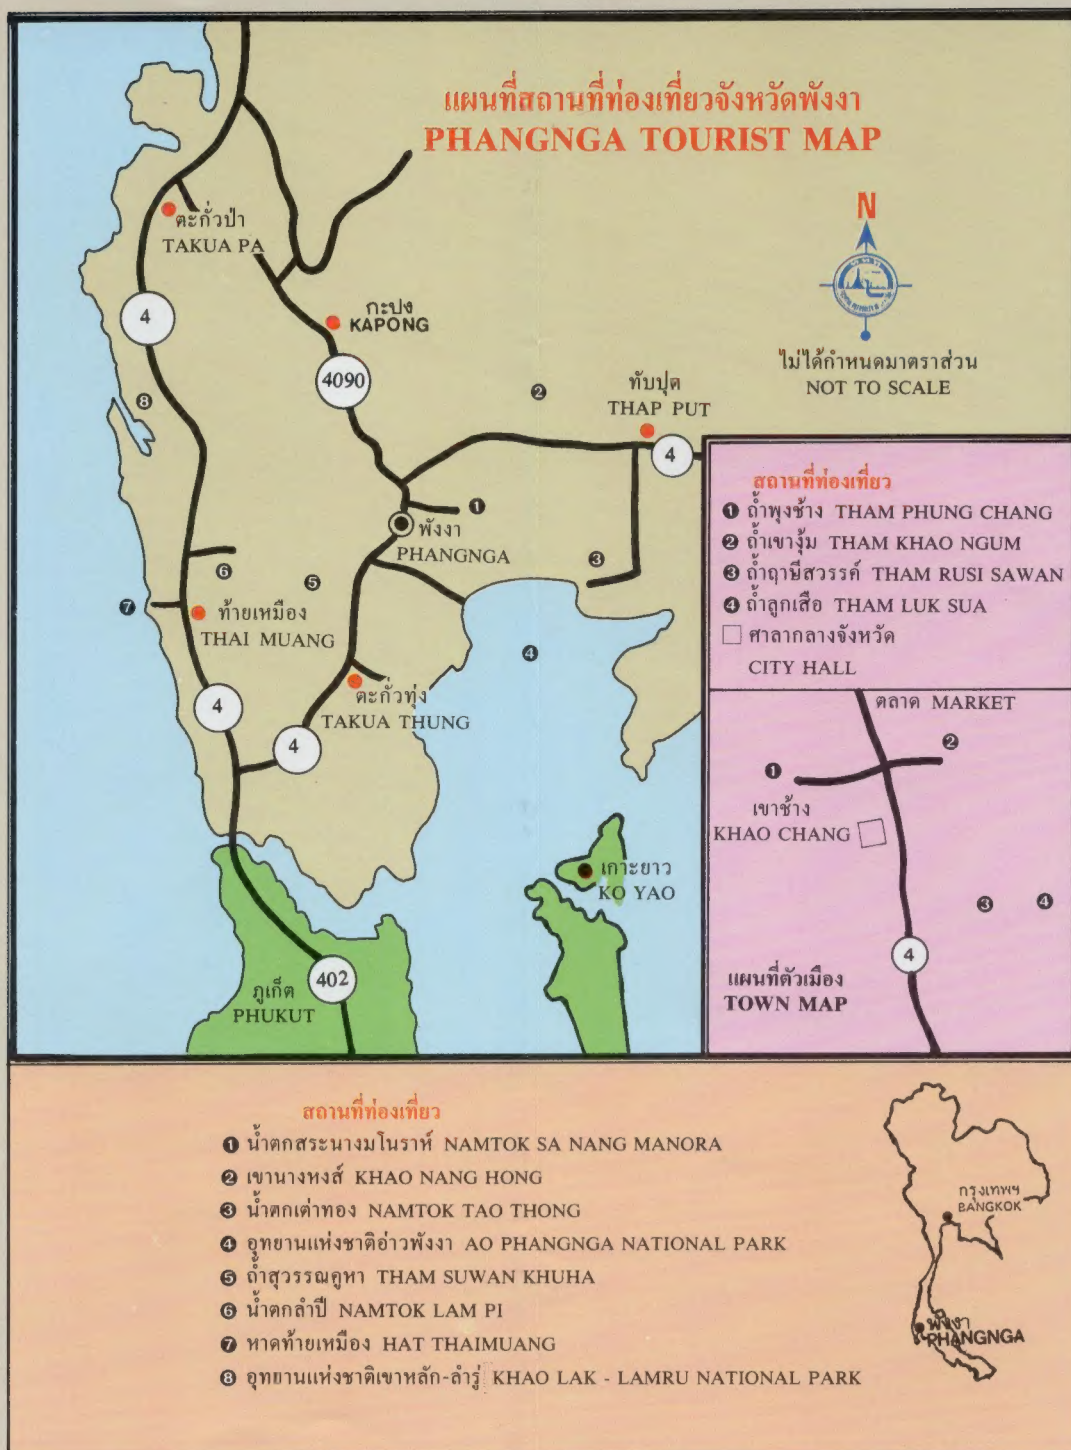 แผนที่สถานที่ท่องเที่ยวจังหวัดพังงา
PHANGNGA TOURIST MAP
N
ไม่ได้กำหนดมาตราส่วน
NOT TO SCALE
ตะกั่วป่า
TAKUA PA
4
กะปง
KAPONG
4090
8
2
ทับปุด
THAP PUT
4
1
พังงา
PHANGNGA
3
6
5
7
ท้ายเหมือง
THAI MUANG
4
ตะกั่วทุ่ง
TAKUA THUNG
4
4
เกาะยาว
KO YAO
402
ภูเก็ต
PHUKUT
สถานที่ท่องเที่ยว
1 ถ้ำพุงช้าง THAM PHUNG CHANG
2 ถ้ำเขางุ้ม THAM KHAO NGUM
3 ถ้ำฤาษีสวรรค์ THAM RUSI SAWAN
4 ถ้ำลูกเสือ THAM LUK SUA
ศาลากลางจังหวัด
CITY HALL
ตลาด MARKET
2
1
เขาช้าง
KHAO CHANG
3
4
4
แผนที่ตัวเมือง
TOWN MAP
สถานที่ท่องเที่ยว
1 น้ำตกสระนางมโนราห์ NAMTOK SA NANG MANORA
2 เขานางหงส์ KHAO NANG HONG
3 น้ำตกเต่าทอง NAMTOK TAO THONG
4 อุทยานแห่งชาติอ่าวพังงา AO PHANGNGA NATIONAL PARK
5 ถ้ำสุวรรณคูหา THAM SUWAN KHUHA
6 น้ำตกลำปี NAMTOK LAM PI
7 หาดท้ายเหมือง HAT THAIMUANG
8 อุทยานแห่งชาติเขาหลัก-ลำรู่ KHAO LAK - LAMRU NATIONAL PARK
กรุงเทพฯ
BANGKOK
พังงา
PHANGNGA